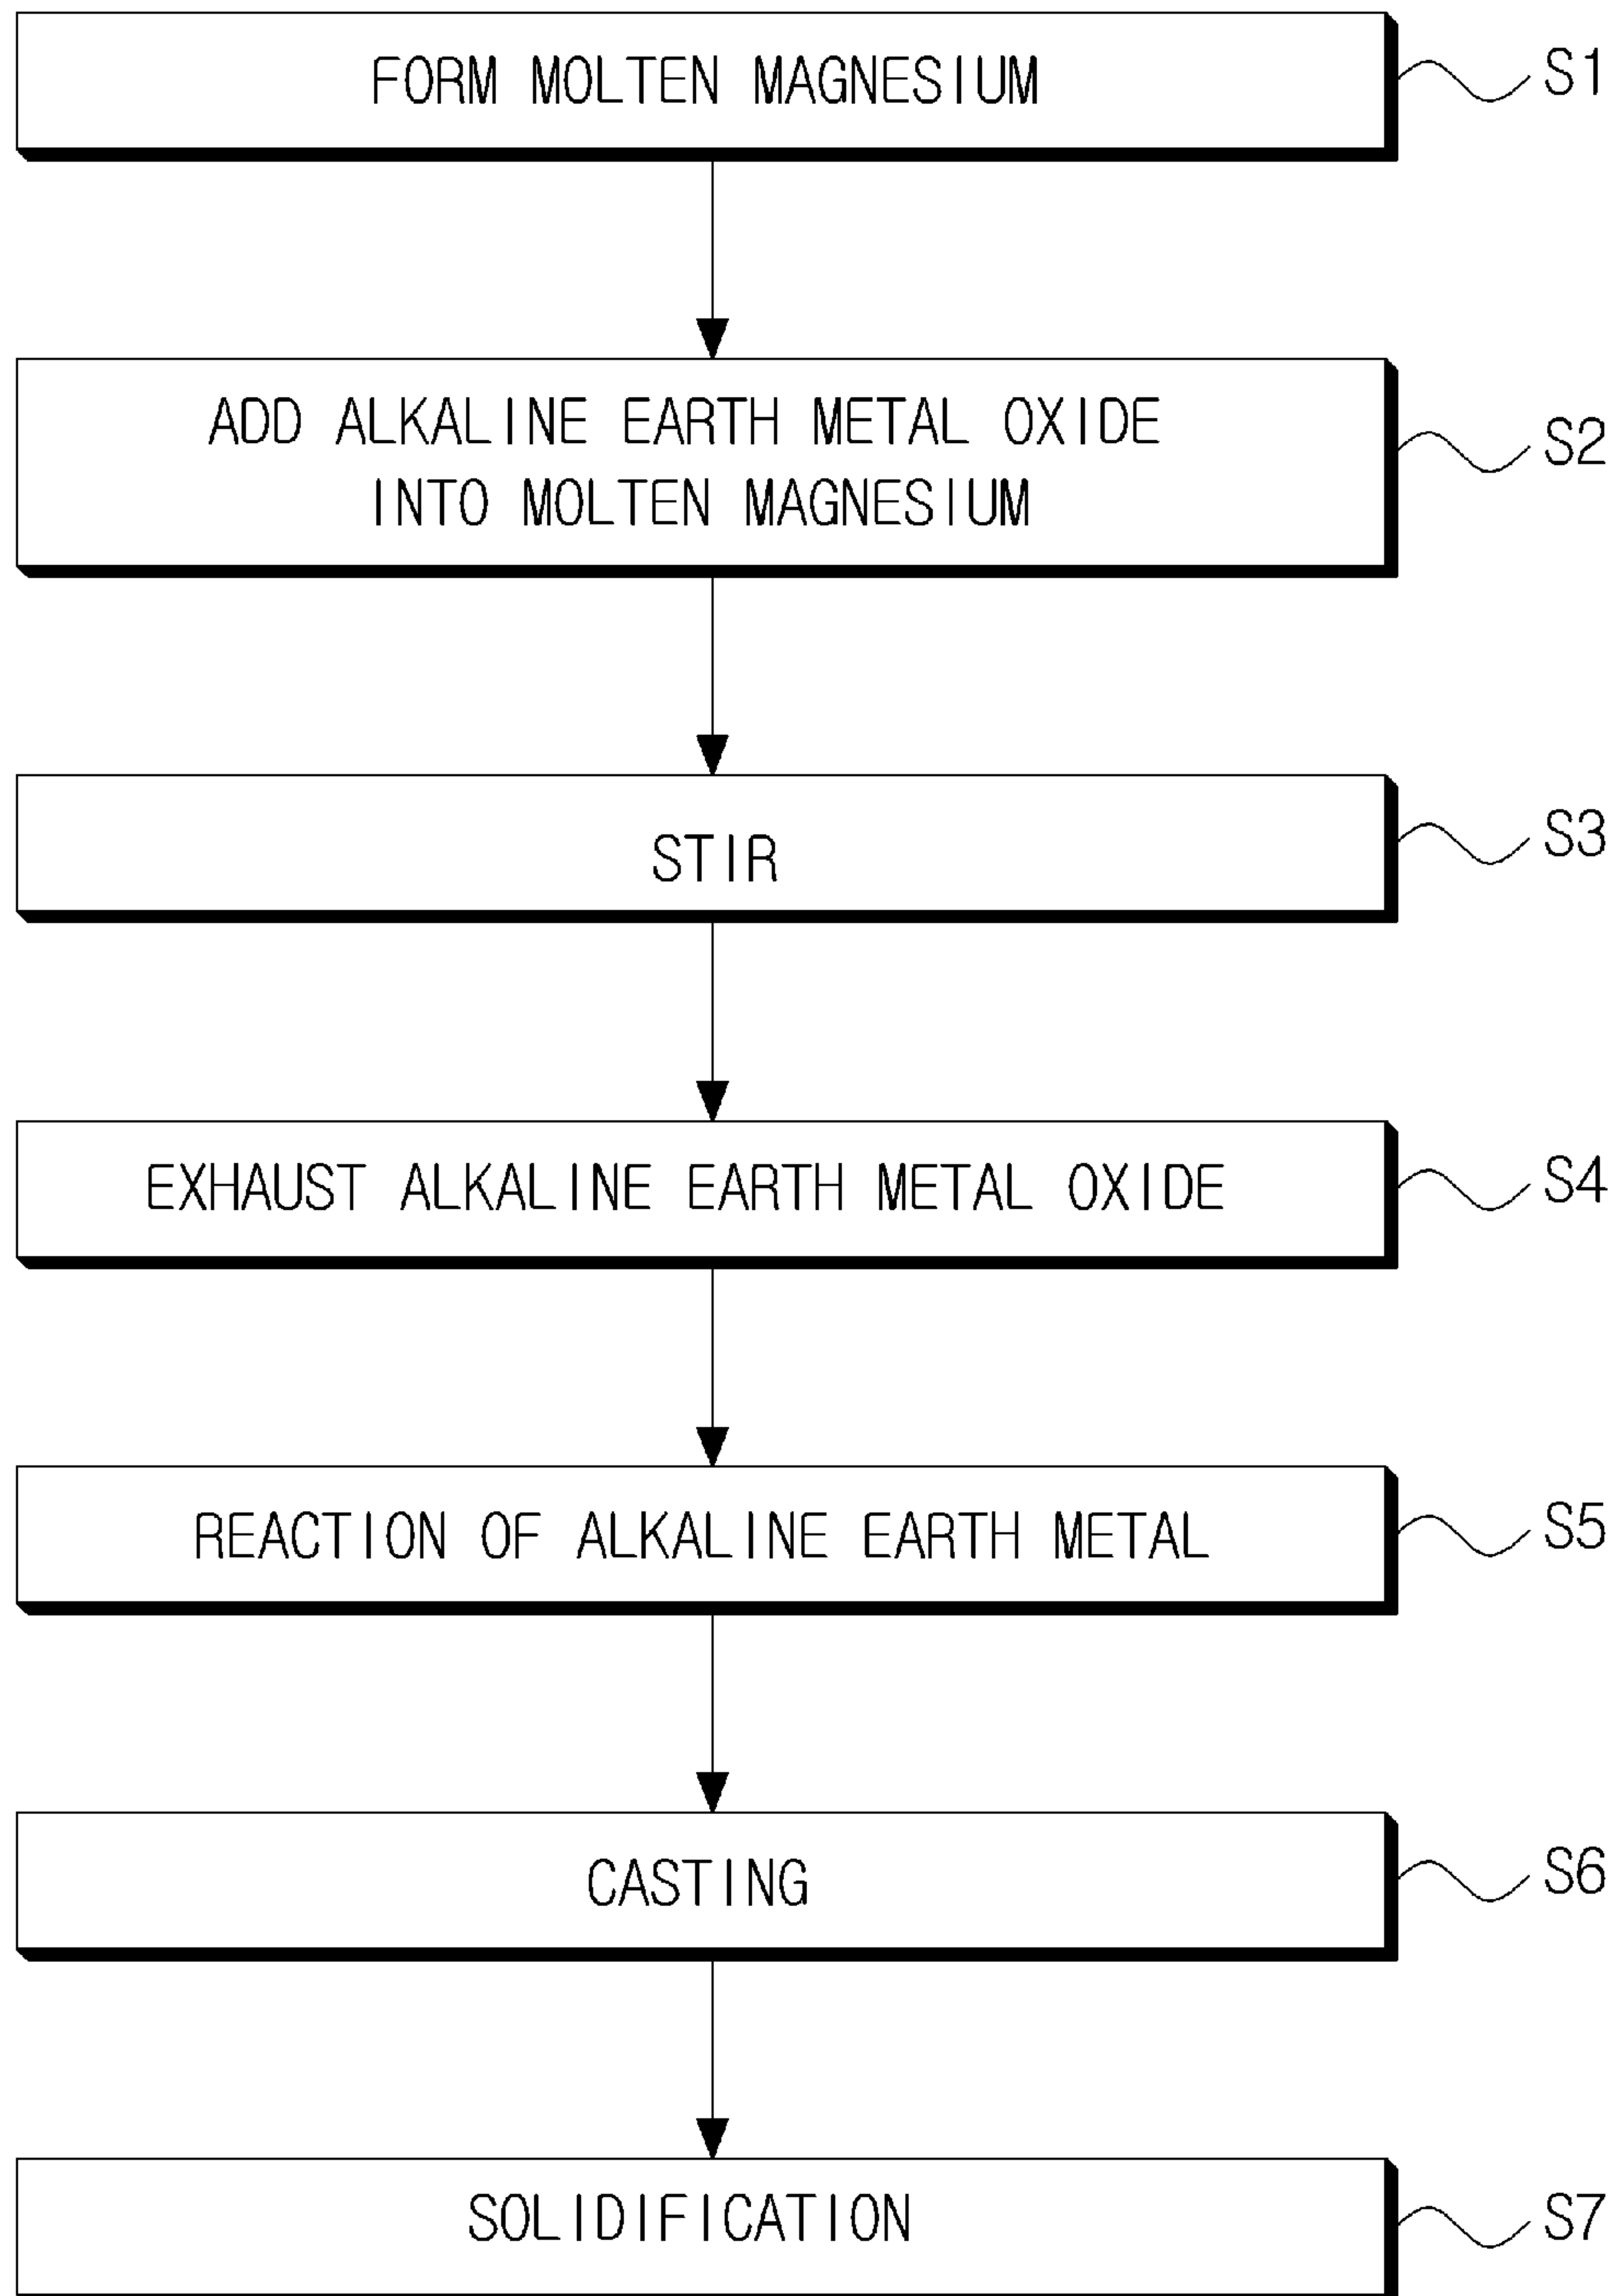 FORM MOLTEN MAGNESIUM
S1
ADD ALKALINE EARTH METAL OXIDE
INTO MOLTEN MAGNESIUM
S2
STIR
S3
EXHAUST ALKALINE EARTH METAL OXIDE
S4
REACTION OF ALKALINE EARTH METAL
S5
CASTING
S6
SOLIDIFICATION
S7